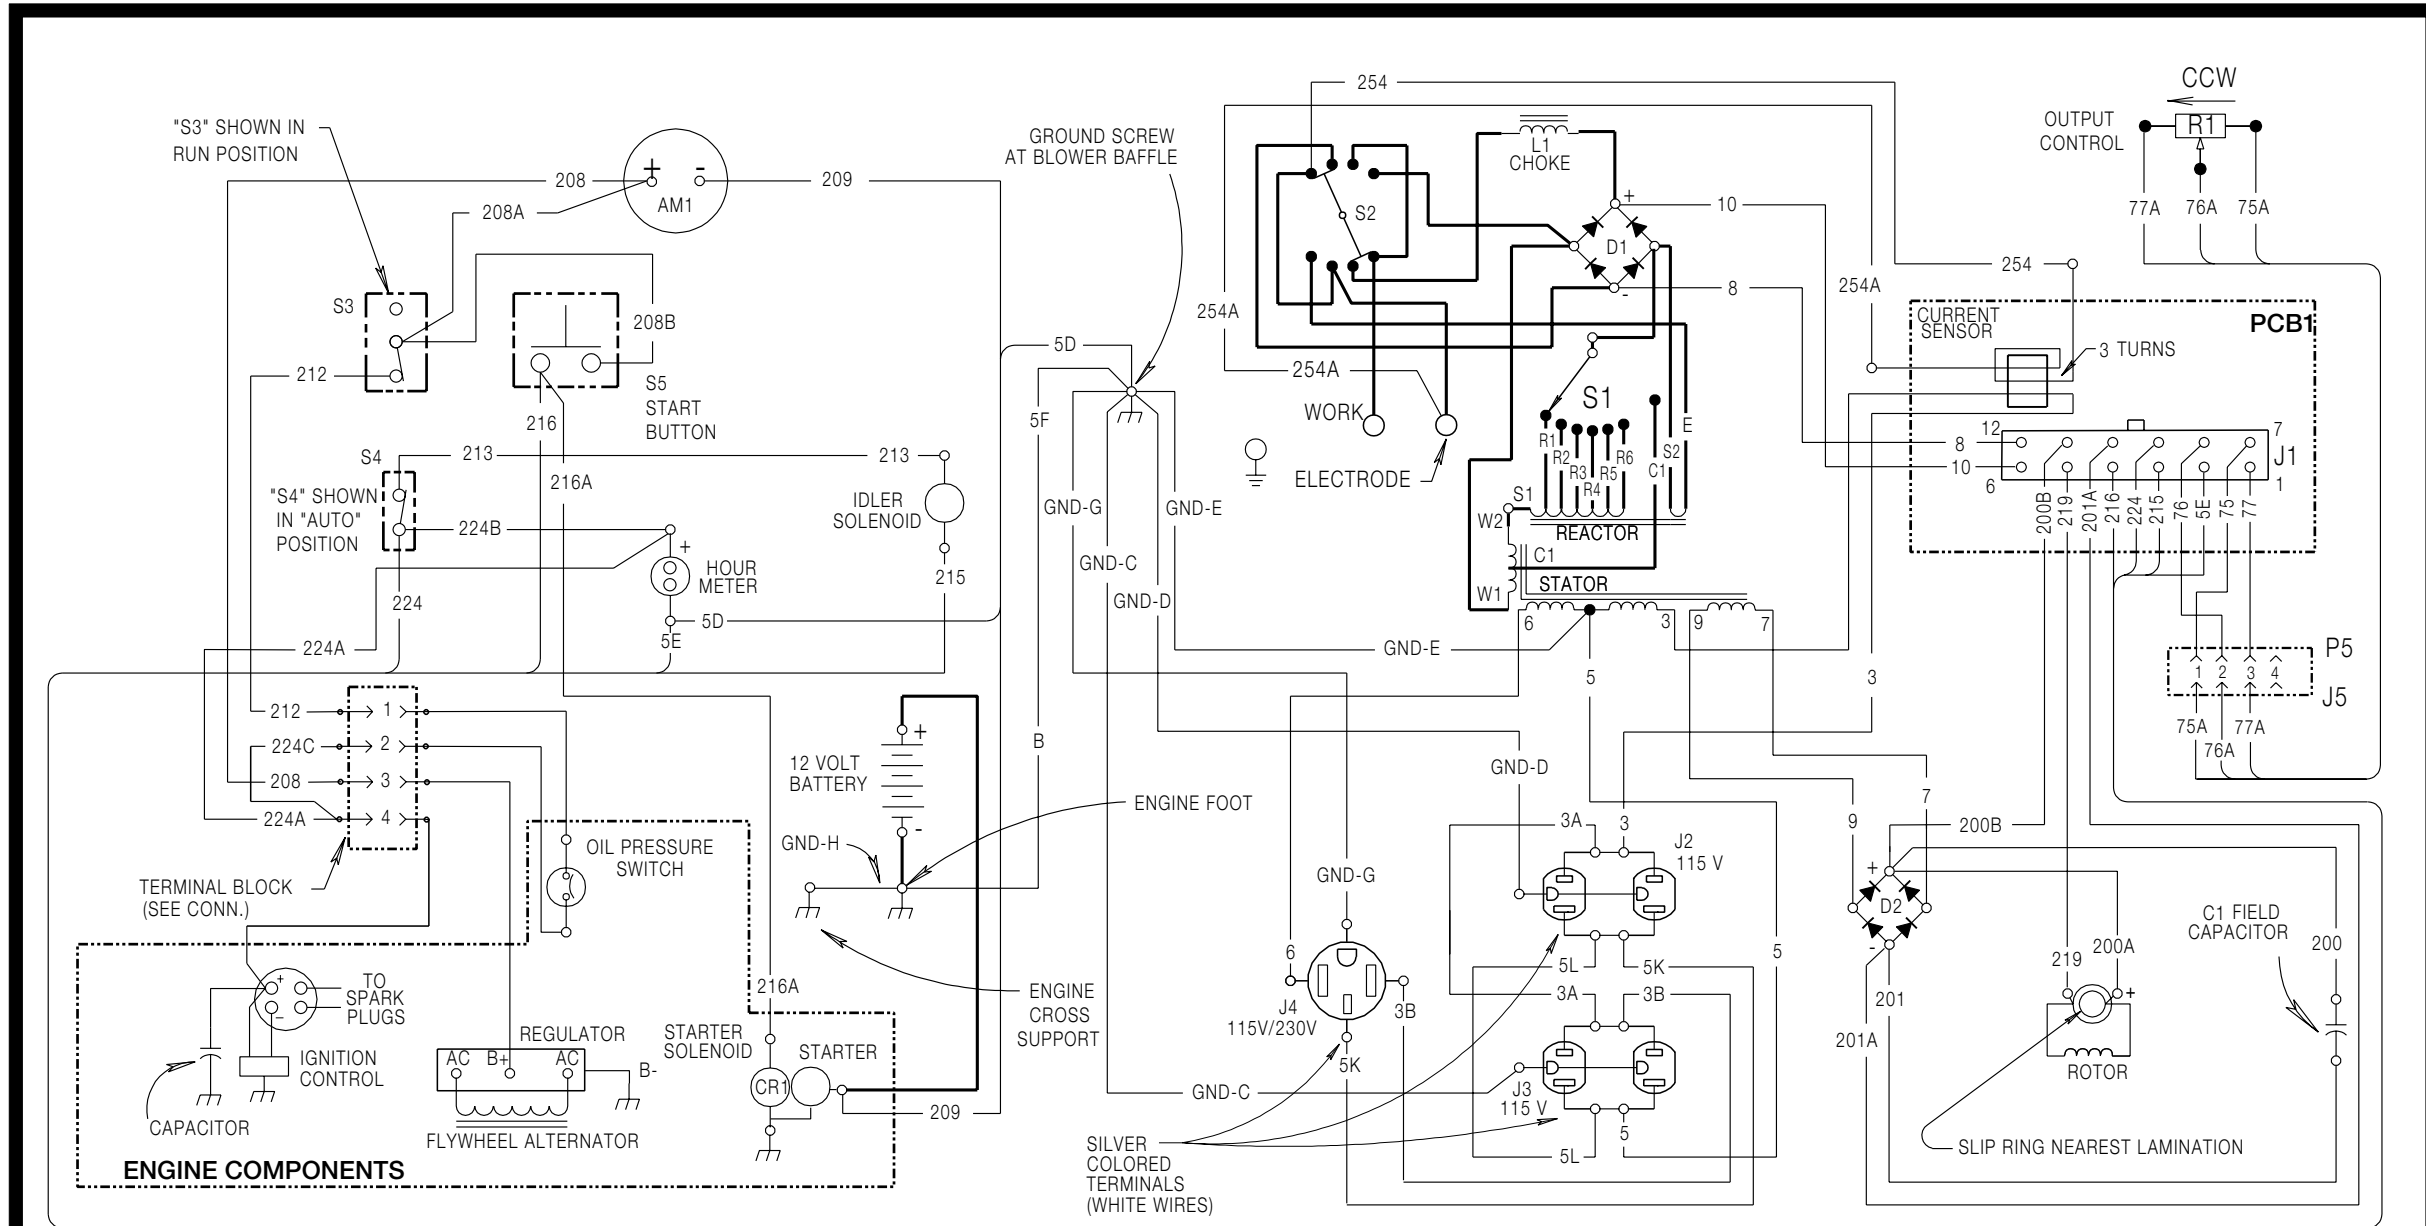 "S3" SHOWN IN
RUN POSITION
208
208A
+
-
AM1
209
S3
212
208B
S5
START
BUTTON
216
216A
S4
213
213
"S4" SHOWN
IN "AUTO"
POSITION
224B
IDLER
SOLENOID
+
HOUR
METER
215
224
5D
5E
224A
212
1
224C
2
208
3
224A
4
TERMINAL BLOCK
(SEE CONN.)
OIL PRESSURE
SWITCH
12 VOLT
BATTERY
+
-
GND-H
ENGINE FOOT
ENGINE
CROSS
SUPPORT
+
-
TO
SPARK
PLUGS
IGNITION
CONTROL
CAPACITOR
REGULATOR
AC
B+
AC
B-
FLYWHEEL ALTERNATOR
216A
STARTER
SOLENOID
STARTER
CR1
209
ENGINE COMPONENTS
GROUND SCREW
AT BLOWER BAFFLE
5D
5F
B
GND-G
GND-E
GND-C
GND-D
254
254A
L1
CHOKE
S2
+
D1
-
10
8
254A
WORK
ELECTRODE
S1
R1
R2
R3
R4
R5
R6
C1
S2
E
S1
REACTOR
W2
C1
W1
STATOR
6
3
9
7
GND-E
5
3
GND-D
GND-G
6
J4
115V/230V
3B
5K
3A
3
J2
115 V
5L
5K
3A
3B
5
GND-C
J3
115 V
5L
5
SILVER
COLORED
TERMINALS
(WHITE WIRES)
CCW
OUTPUT
CONTROL
R1
77A
76A
75A
254
254A
CURRENT
SENSOR
PCB1
3 TURNS
12
7
8
10
J1
6
1
200B
219
201A
216
224
215
76
5E
75
77
P5
1
2
3
4
J5
75A
76A
77A
9
7
200B
+
D2
-
C1 FIELD
CAPACITOR
200
219
200A
201
201A
+
ROTOR
SLIP RING NEAREST LAMINATION